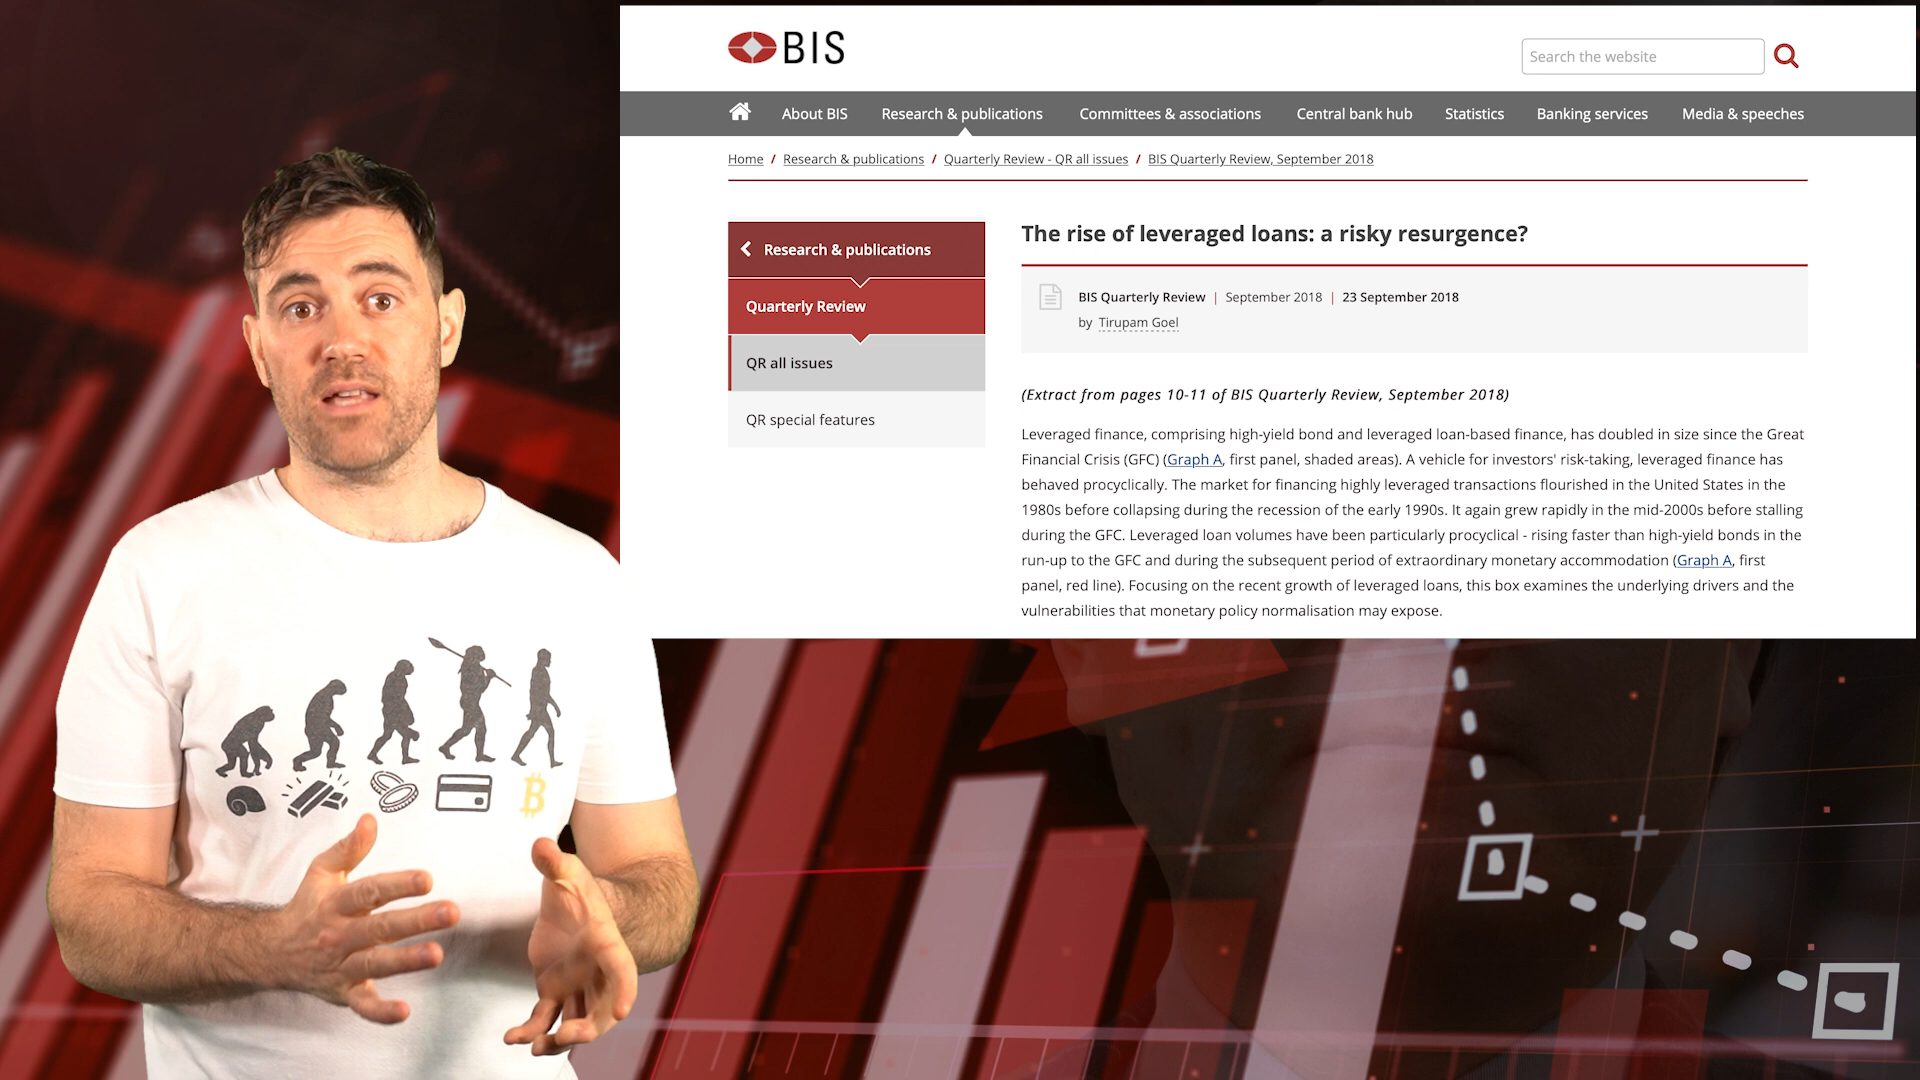 BIS
Search the website
About BIS
Research & publications
Committees & associations
Central bank hub
Statistics
Banking services
Media & speeches
Home / Research & publications / Quarterly Review - QR all issues / BIS Quarterly Review, September 2018
Research & publications
Quarterly Review
QR all issues
QR special features
The rise of leveraged loans: a risky resurgence?
BIS Quarterly Review | September 2018 | 23 September 2018
by Tirupam Goel
(Extract from pages 10-11 of BIS Quarterly Review, September 2018)
Leveraged finance, comprising high-yield bond and leveraged loan-based finance, has doubled in size since the Great
Financial Crisis (GFC) (Graph A, first panel, shaded areas). A vehicle for investors' risk-taking, leveraged finance has
behaved procyclically. The market for financing highly leveraged transactions flourished in the United States in the
1980s before collapsing during the recession of the early 1990s. It again grew rapidly in the mid-2000s before stalling
during the GFC. Leveraged loan volumes have been particularly procyclical - rising faster than high-yield bonds in the
run-up to the GFC and during the subsequent period of extraordinary monetary accommodation (Graph A, first
panel, red line). Focusing on the recent growth of leveraged loans, this box examines the underlying drivers and the
vulnerabilities that monetary policy normalisation may expose.